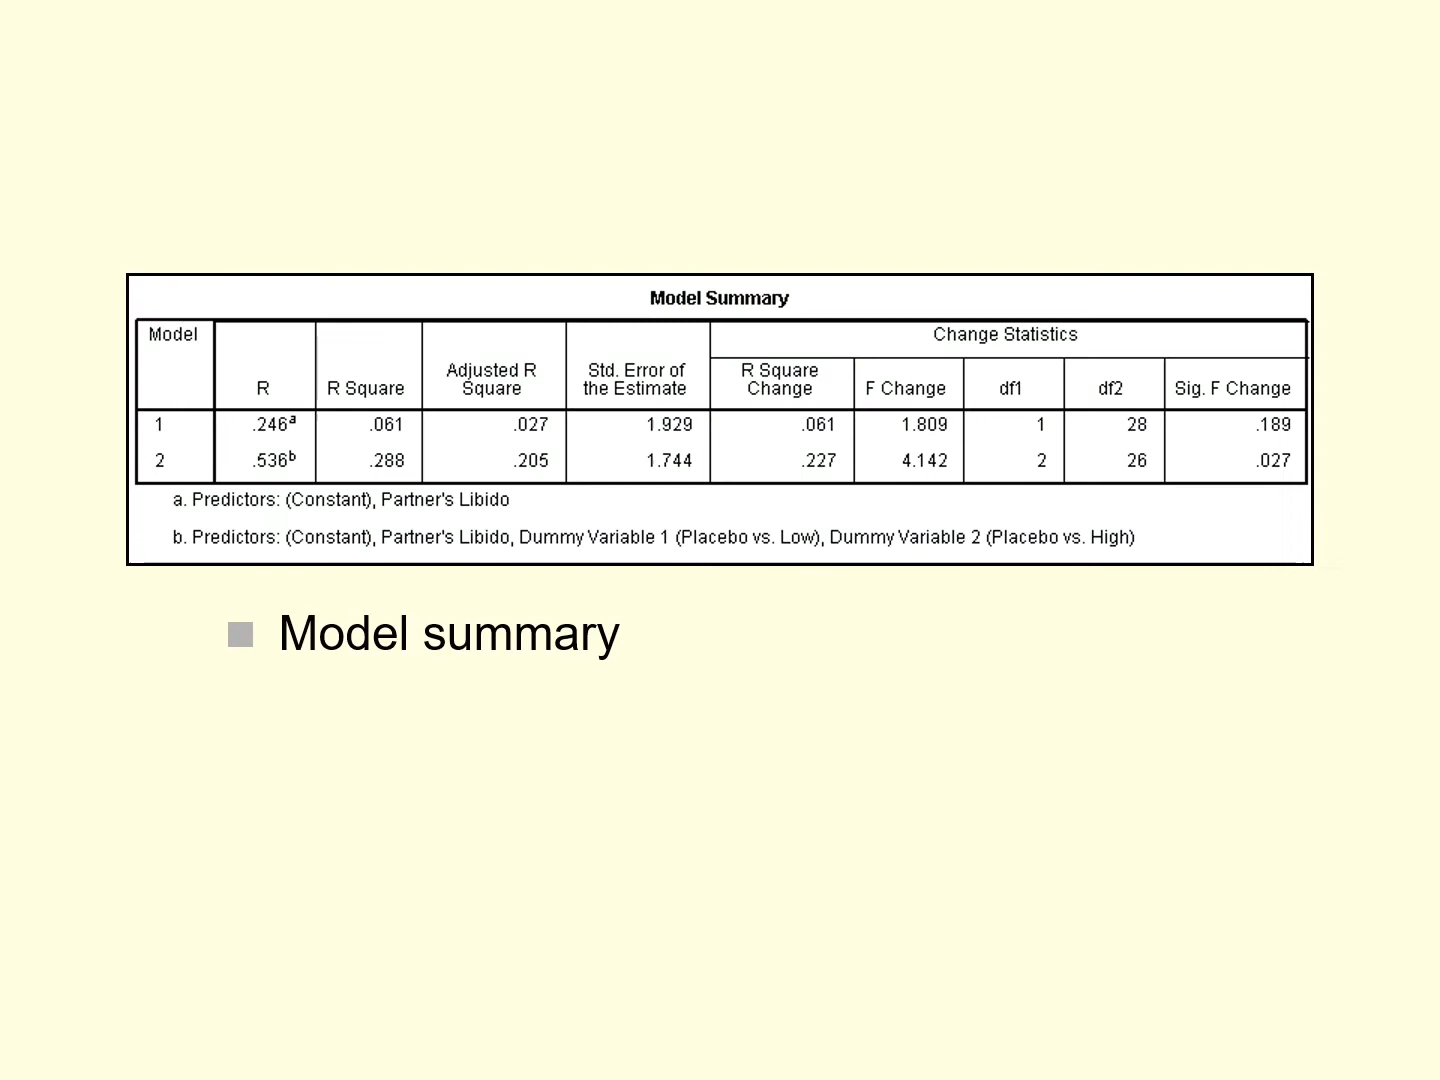 Model Summary
Model R R Square Adjusted R Square Std. Error of the Estimate Change Statistics
R Square Change F Change df1 df2 Sig. F Change
1 .246a .061 .027 1.929 .061 1.809 1 28 .189
2 .536b .288 .205 1.744 .227 4.142 2 26 .027
a. Predictors: (Constant), Partner's Libido
b. Predictors: (Constant), Partner's Libido, Dummy Variable 1 (Placebo vs. Low), Dummy Variable 2 (Placebo vs. High)
Model summary